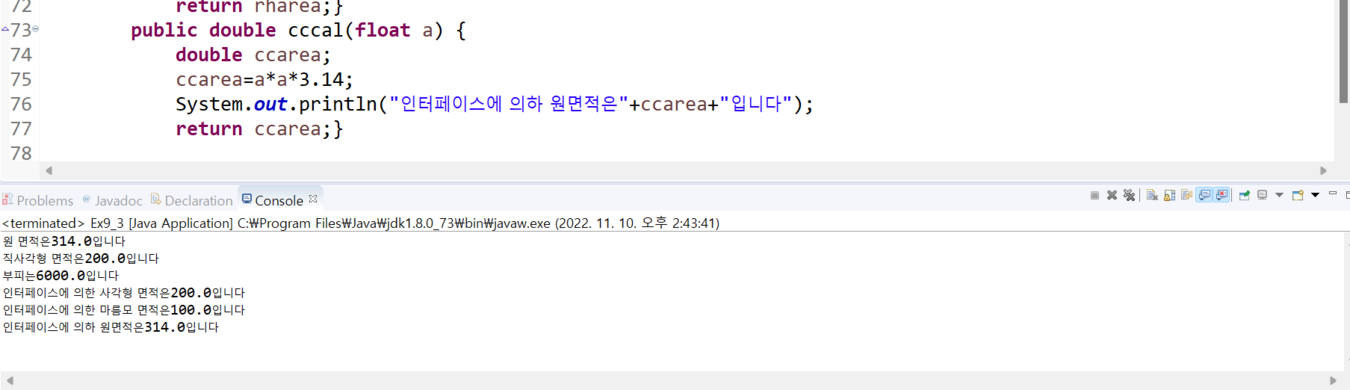 72 return rharea;}
73 public double cccal(float a) {
74 double ccarea;
75 ccarea=a*a*3.14;
76 System.out.println("인터페이스에 의하 원면적은"+ccarea+"입니다");
77 return ccarea;}
78
Problems Javadoc Declaration Console
<terminated> Ex9_3 [Java Application] C:₩Program Files₩Java₩jdk1.8.0_73₩bin₩javaw.exe (2022. 11. 10. 오후 2:43:41)
원 면적은314.0입니다
직사각형 면적은200.0입니다
부피는6000.0입니다
인터페이스에 의한 사각형 면적은200.0입니다
인터페이스에 의한 마름모 면적은100.0입니다
인터페이스에 의하 원면적은314.0입니다